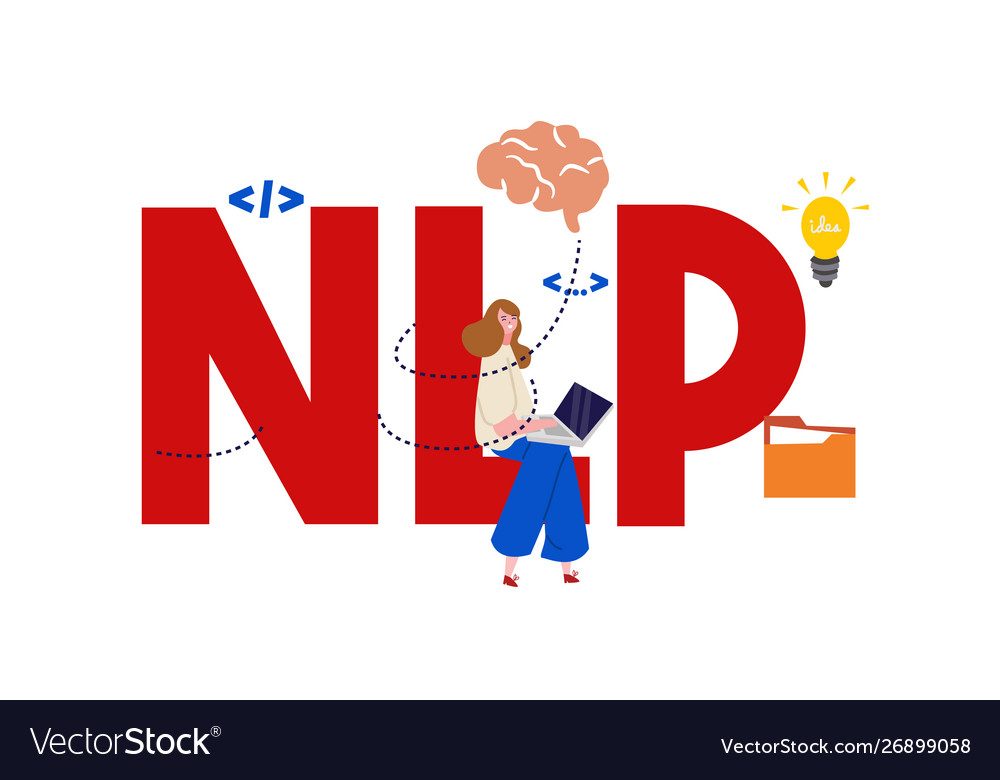 </>
NLP
idea
<...>
VectorStock®
VectorStock.com/26899058